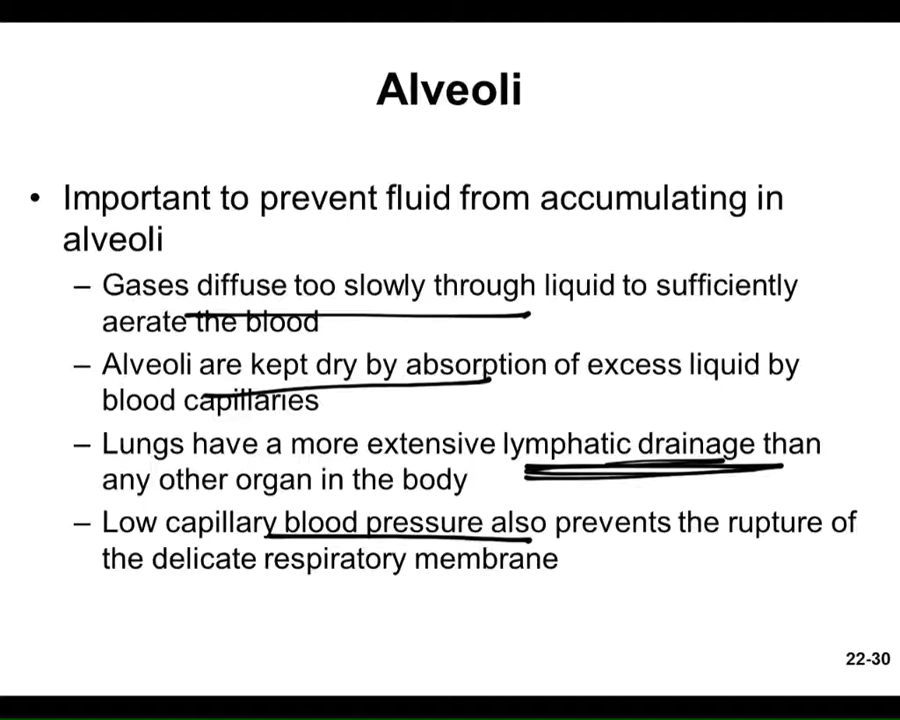 Alveoli
• Important to prevent fluid from accumulating in
alveoli
– Gases diffuse too slowly through liquid to sufficiently
aerate the blood
– Alveoli are kept dry by absorption of excess liquid by
blood capillaries
– Lungs have a more extensive lymphatic drainage than
any other organ in the body
– Low capillary blood pressure also prevents the rupture of
the delicate respiratory membrane
22-30